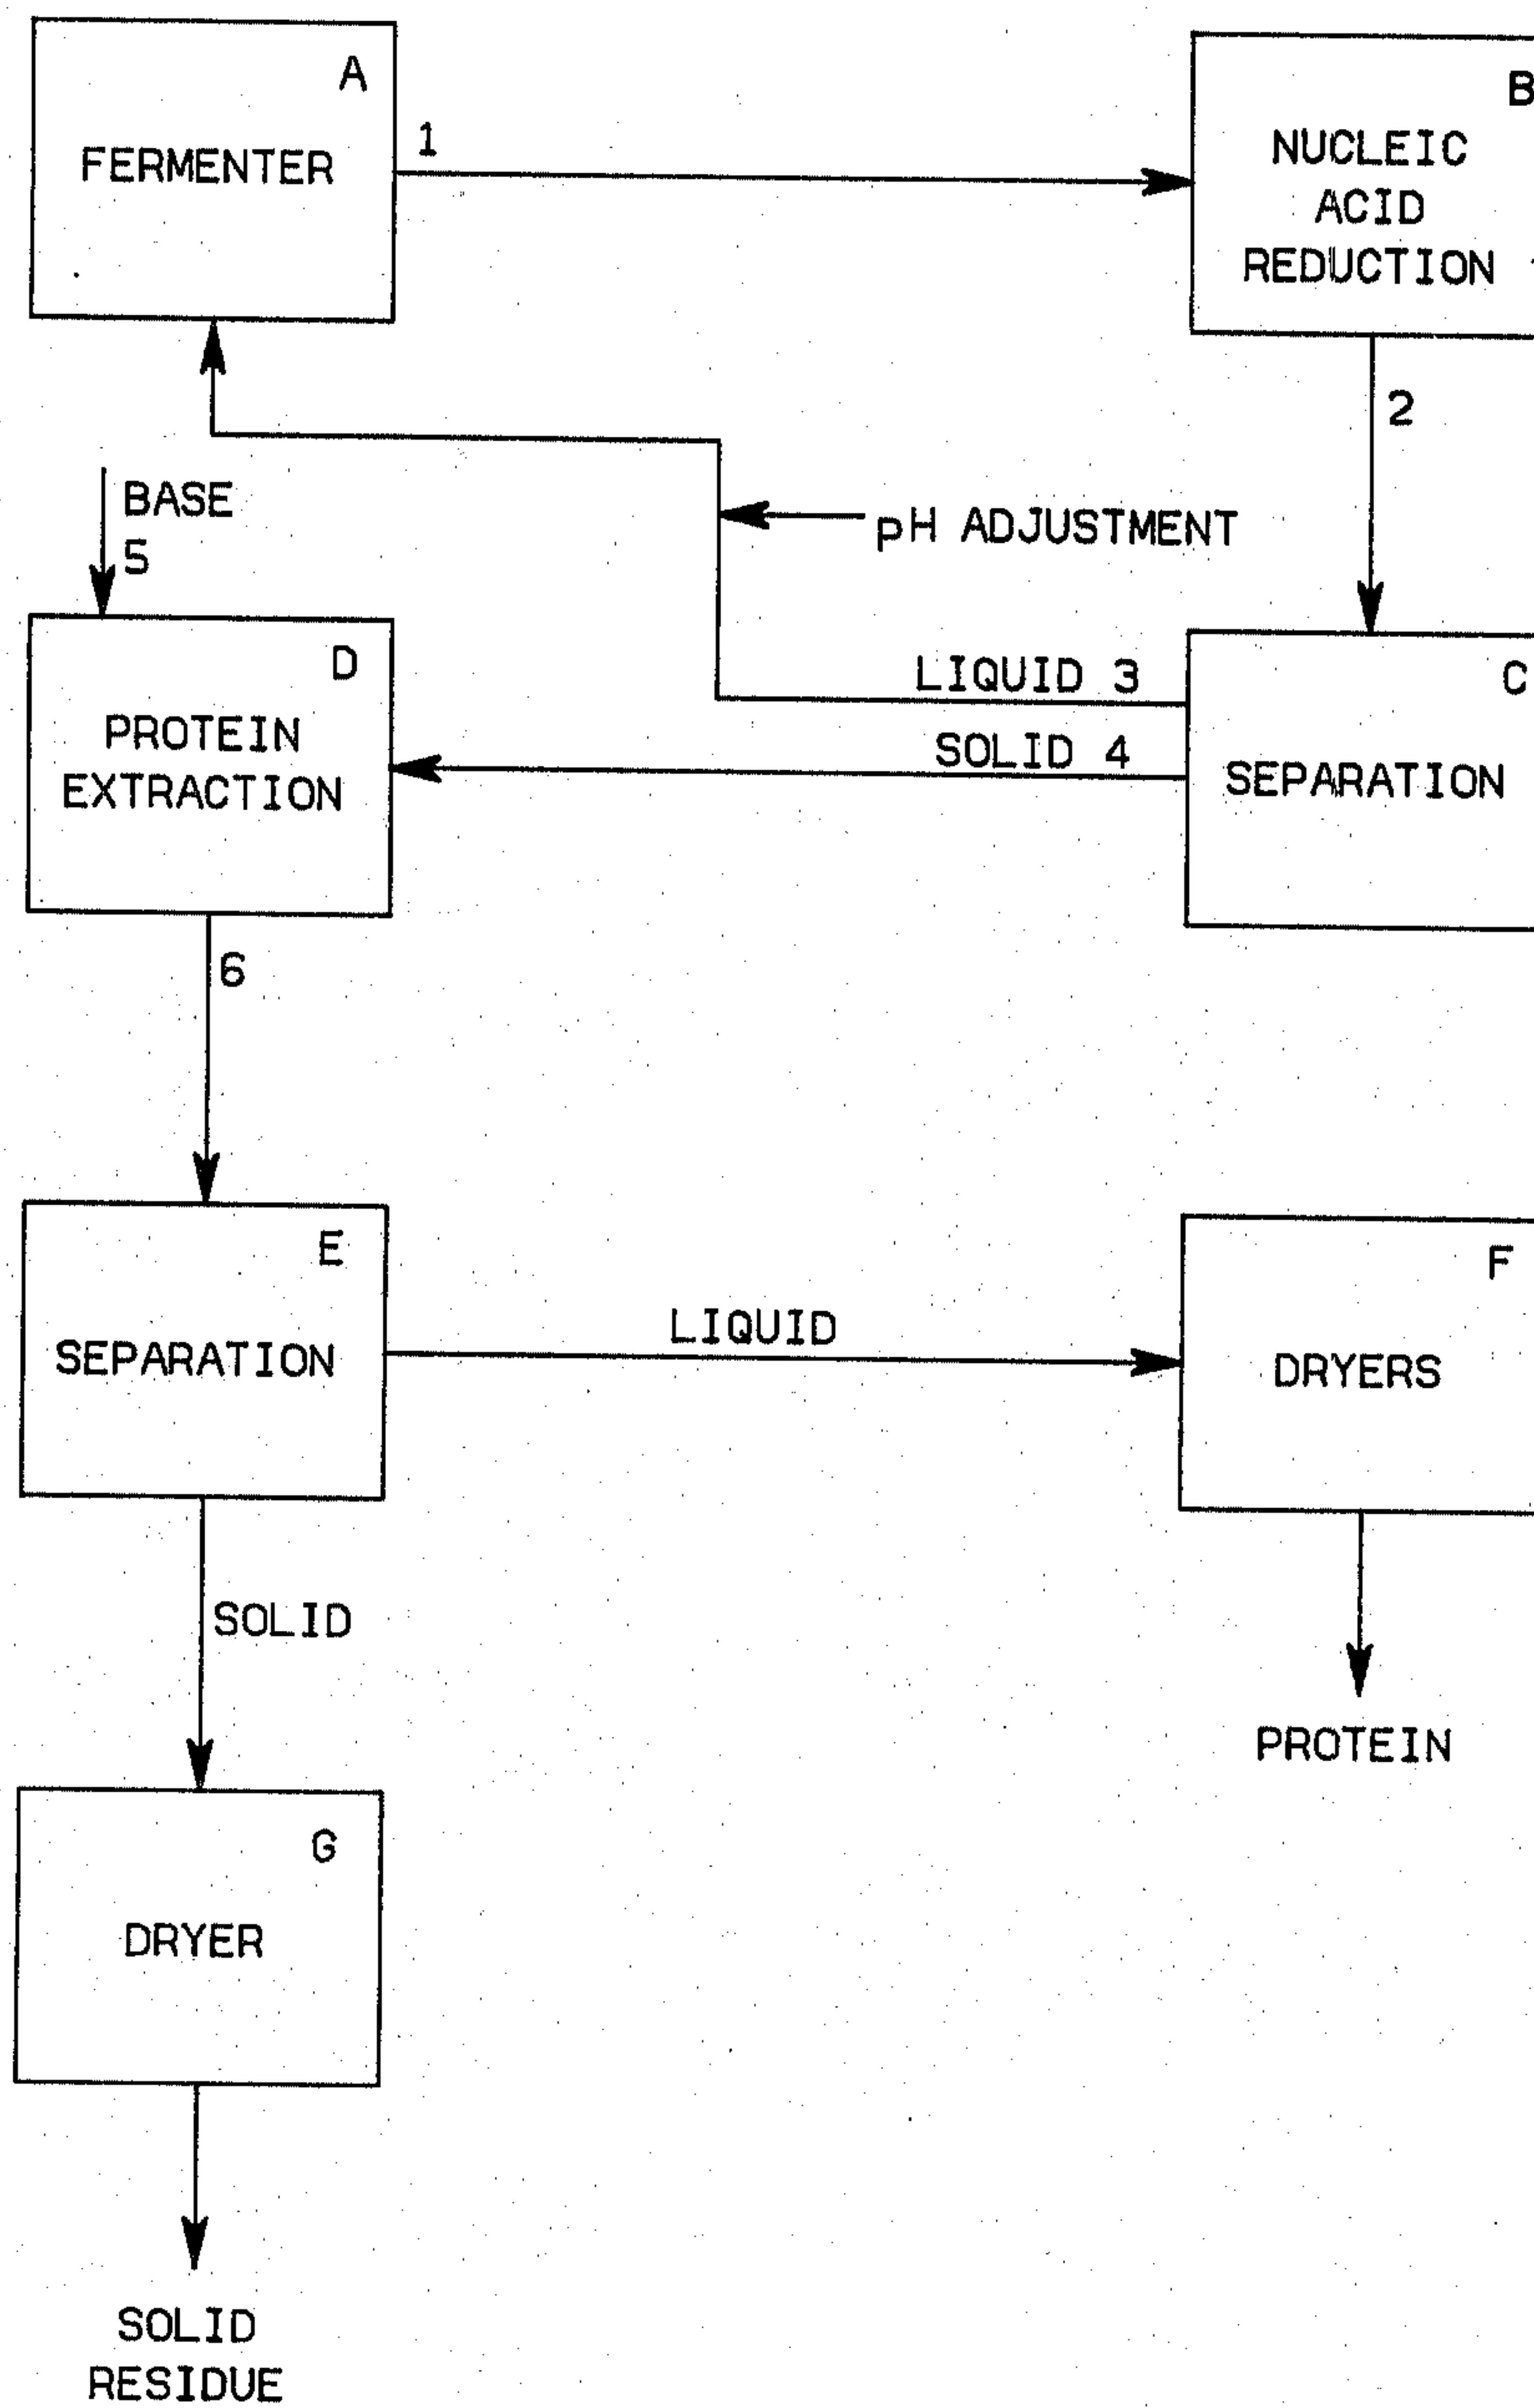 A
FERMENTER
1
B
NUCLEIC
ACID
REDUCTION
2
BASE
5
pH ADJUSTMENT
D
PROTEIN
EXTRACTION
LIQUID 3
SOLID 4
C
SEPARATION
6
E
SEPARATION
LIQUID
F
DRYERS
SOLID
PROTEIN
G
DRYER
SOLID
RESIDUE